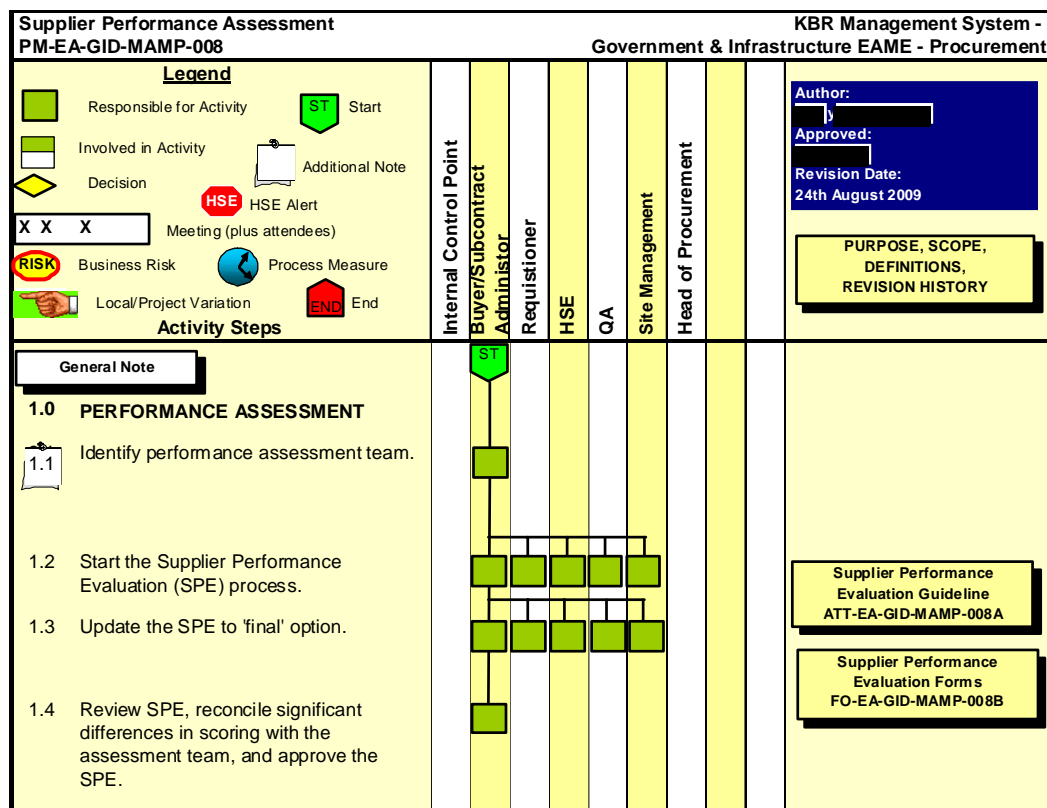 Supplier Performance Assessment
KBR Management System -
PM-EA-GID-MAMP-008
Government & Infrastructure EAME - Procurement
Legend
Responsible for Activity
ST
Start
Involved in Activity
Additional Note
Decision
HSE
HSE Alert
X X X
Meeting (plus attendees)
RISK
Business Risk
Process Measure
Local/Project Variation
END
End
Activity Steps
Internal Control Point
Buyer/Subcontract
Administor
Requistioner
HSE
QA
Site Management
Head of Procurement
Author:
y
Approved:
Revision Date:
24th August 2009
PURPOSE, SCOPE,
DEFINITIONS,
REVISION HISTORY
General Note
ST
1.0 PERFORMANCE ASSESSMENT
1.1 Identify performance assessment team.
1.2 Start the Supplier Performance
Evaluation (SPE) process.
1.3 Update the SPE to 'final' option.
1.4 Review SPE, reconcile significant
differences in scoring with the
assessment team, and approve the
SPE.
Supplier Performance
Evaluation Guideline
ATT-EA-GID-MAMP-008A
Supplier Performance
Evaluation Forms
FO-EA-GID-MAMP-008B